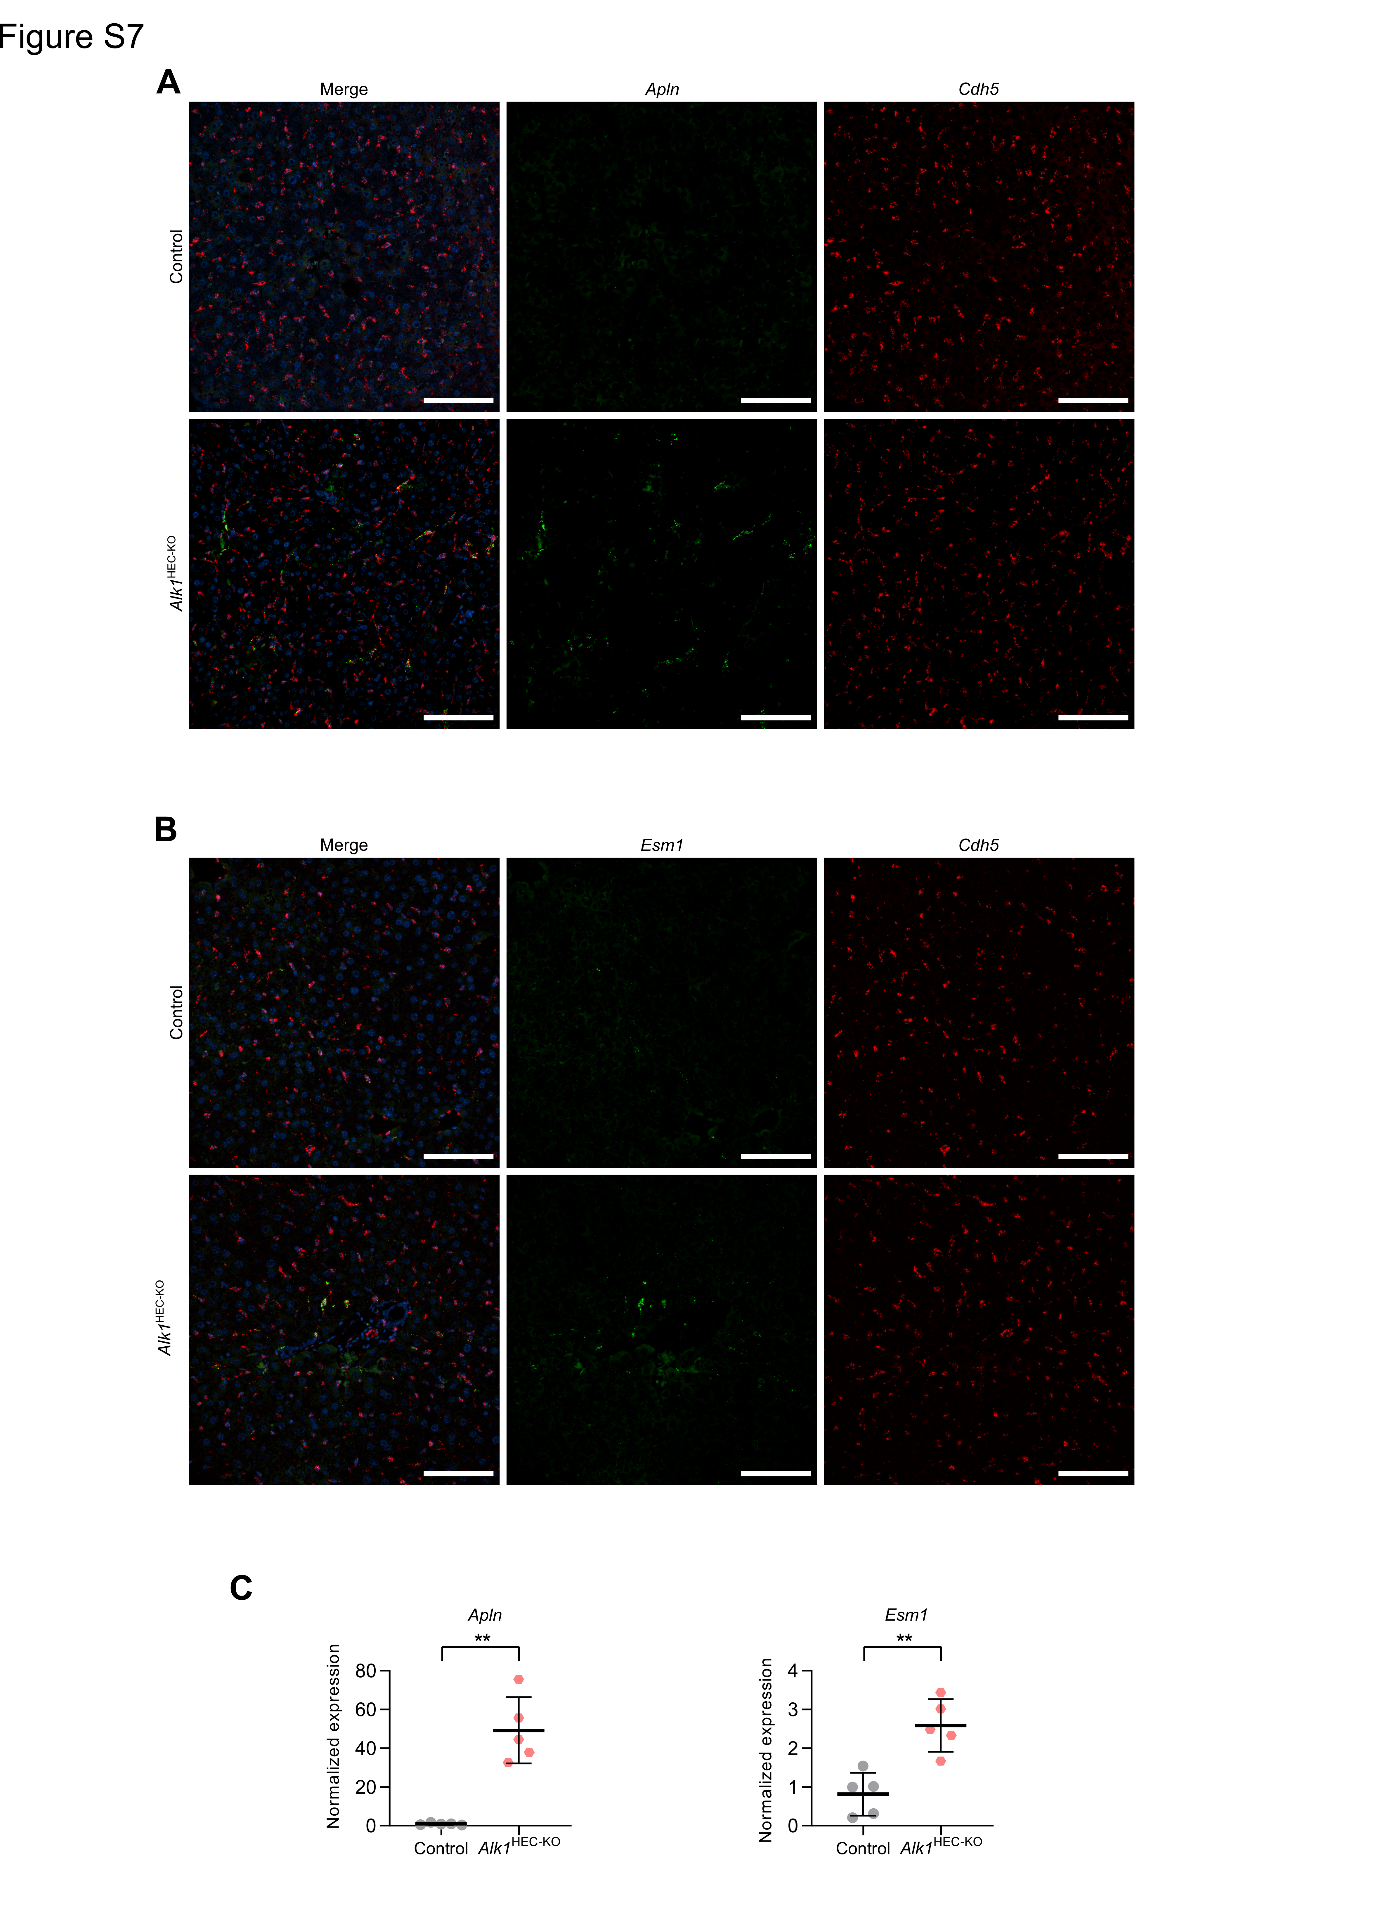 Figure S7
A
Merge
Apln
Cdh5
Control
Alk1HEC-KO
B
Merge
Esm1
Cdh5
Control
Alk1HEC-KO
C
Apln
**
Normalized expression
80
60
40
20
0
Control
Alk1HEC-KO
Esm1
**
Normalized expression
4
3
2
1
0
Control
Alk1HEC-KO